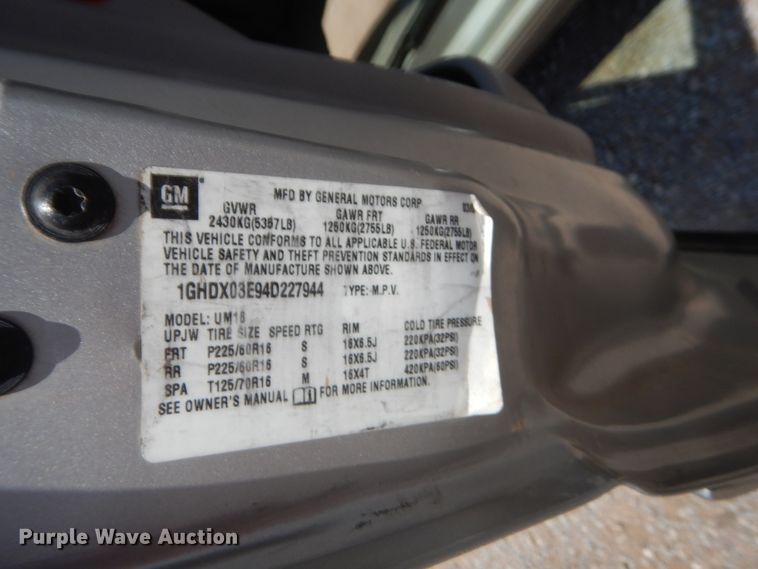 GM
MFD BY GENERAL MOTORS CORP
GVWR GAWR FRT GAWR RR
2430KG(5357LB) 1250KG(2755LB) 1250KG(2755LB)
THIS VEHICLE CONFORMS TO ALL APPLICABLE U.S. FEDERAL MOTOR
VEHICLE SAFETY AND THEFT PREVENTION STANDARDS IN EFFECT ON
THE DATE OF MANUFACTURE SHOWN ABOVE.
1GHDX03E94D227944 TYPE: M.P.V.
MODEL: UM16
UPJW TIRE SIZE SPEED RTG RIM COLD TIRE PRESSURE
FRT P225/60R16 S 16X6.5J 220KPA(32PSI)
RR P225/60R16 S 16X6.5J 220KPA(32PSI)
SPA T125/70R16 M 16X4T 420KPA(60PSI)
SEE OWNER'S MANUAL FOR MORE INFORMATION.
Purple Wave Auction